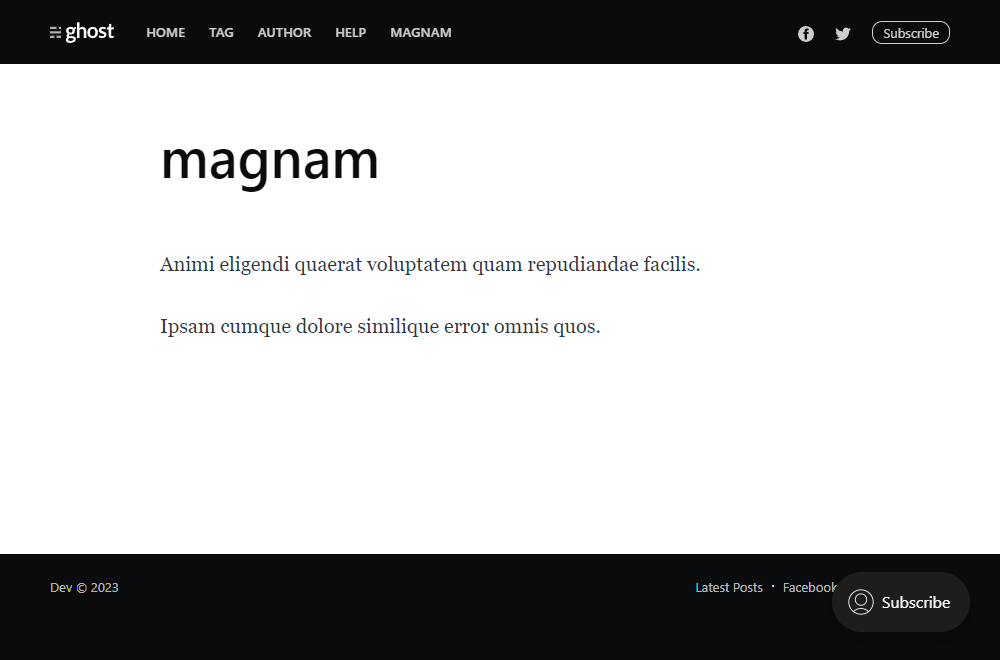 ghost HOME TAG AUTHOR HELP MAGNAM Subscribe
magnam
Animi eligendi quaerat voluptatem quam repudiandae facilis.
Ipsam cumque dolore similique error omnis quos.
Dev © 2023 Latest Posts · Facebook
Subscribe